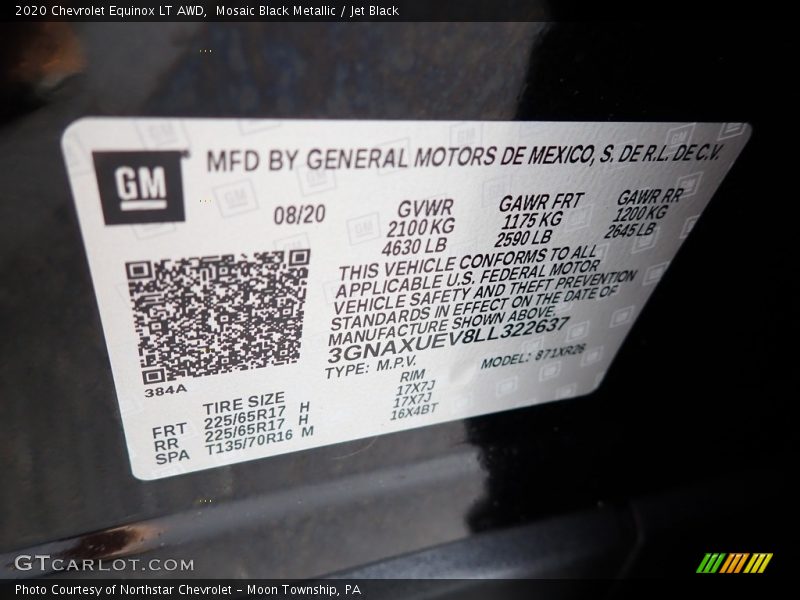 2020 Chevrolet Equinox LT AWD, Mosaic Black Metallic / Jet Black
GM
MFD BY GENERAL MOTORS DE MEXICO, S. DE R.L. DE C.V.
08/20
GVWR
2100 KG
4630 LB
GAWR FRT
1175 KG
2590 LB
GAWR RR
1200 KG
2645 LB
THIS VEHICLE CONFORMS TO ALL
APPLICABLE U.S. FEDERAL MOTOR
VEHICLE SAFETY AND THEFT PREVENTION
STANDARDS IN EFFECT ON THE DATE OF
MANUFACTURE SHOWN ABOVE.
3GNAXUEV8LL322637
TYPE: M.P.V. MODEL: 871XR26
384A
TIRE SIZE RIM
FRT 225/65R17 H 17X7J
RR 225/65R17 H 17X7J
SPA T135/70R16 M 16X4BT
GTCARLOT.COM
Photo Courtesy of Northstar Chevrolet - Moon Township, PA